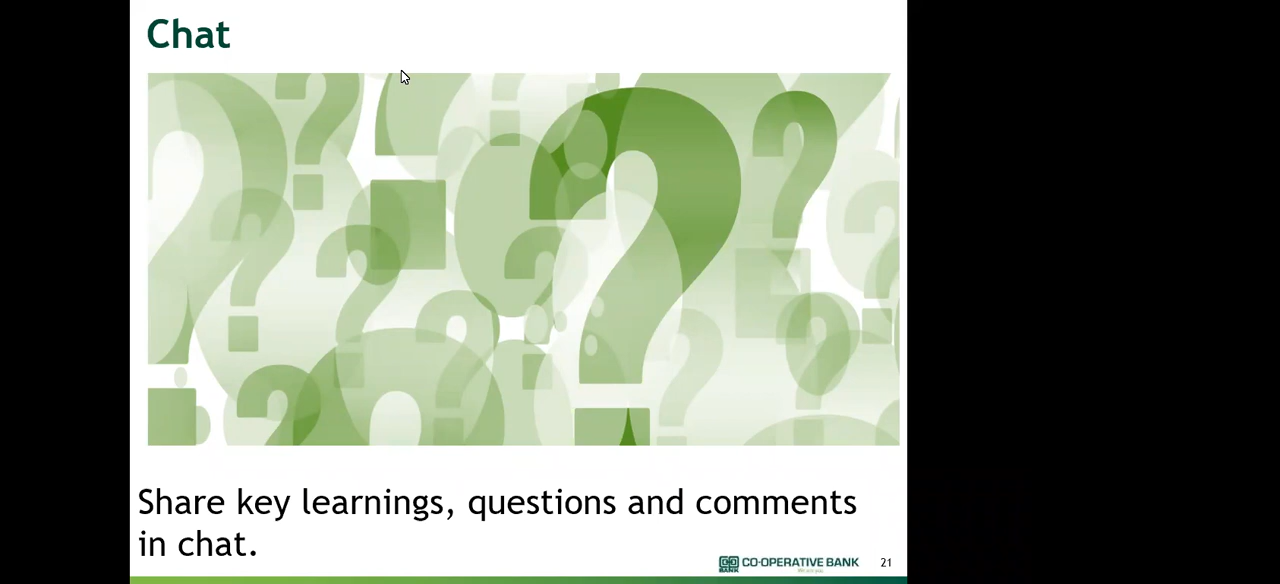 Chat
Share key learnings, questions and comments
in chat.
CO-OPERATIVE BANK
21